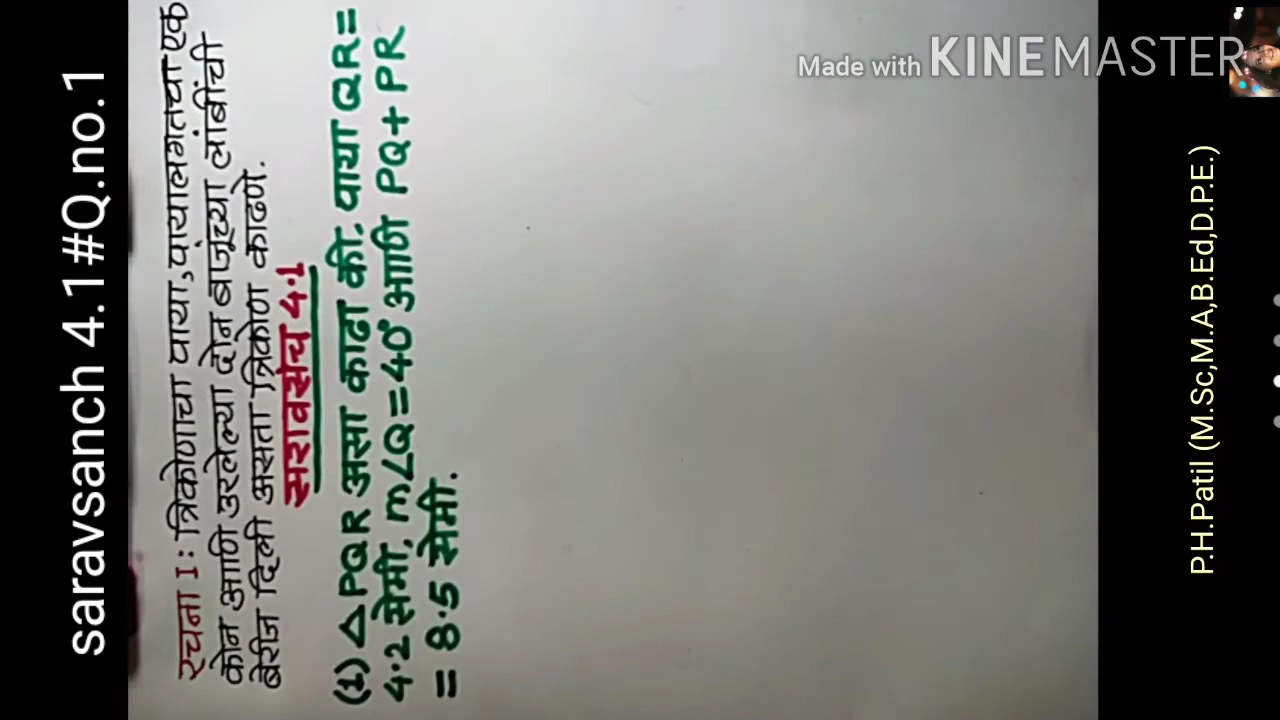 saravsanch 4.1#Q.no.1
रचना I : त्रिकोणाचा पाया, पायालगतचा एक
कोन आणि उरलेल्या दोन बाजूंच्या लांबींची
बेरीज दिली असता त्रिकोण काढणे.
सरावसंच 4.1
(1) △PQR असा काढा की, पाया QR =
4.2 सेमी, m∠Q = 40° आणि PQ + PR
= 8.5 सेमी.
Made with KINEMASTER
P.H.Patil (M.Sc,M.A,B.Ed,D.P.E.)